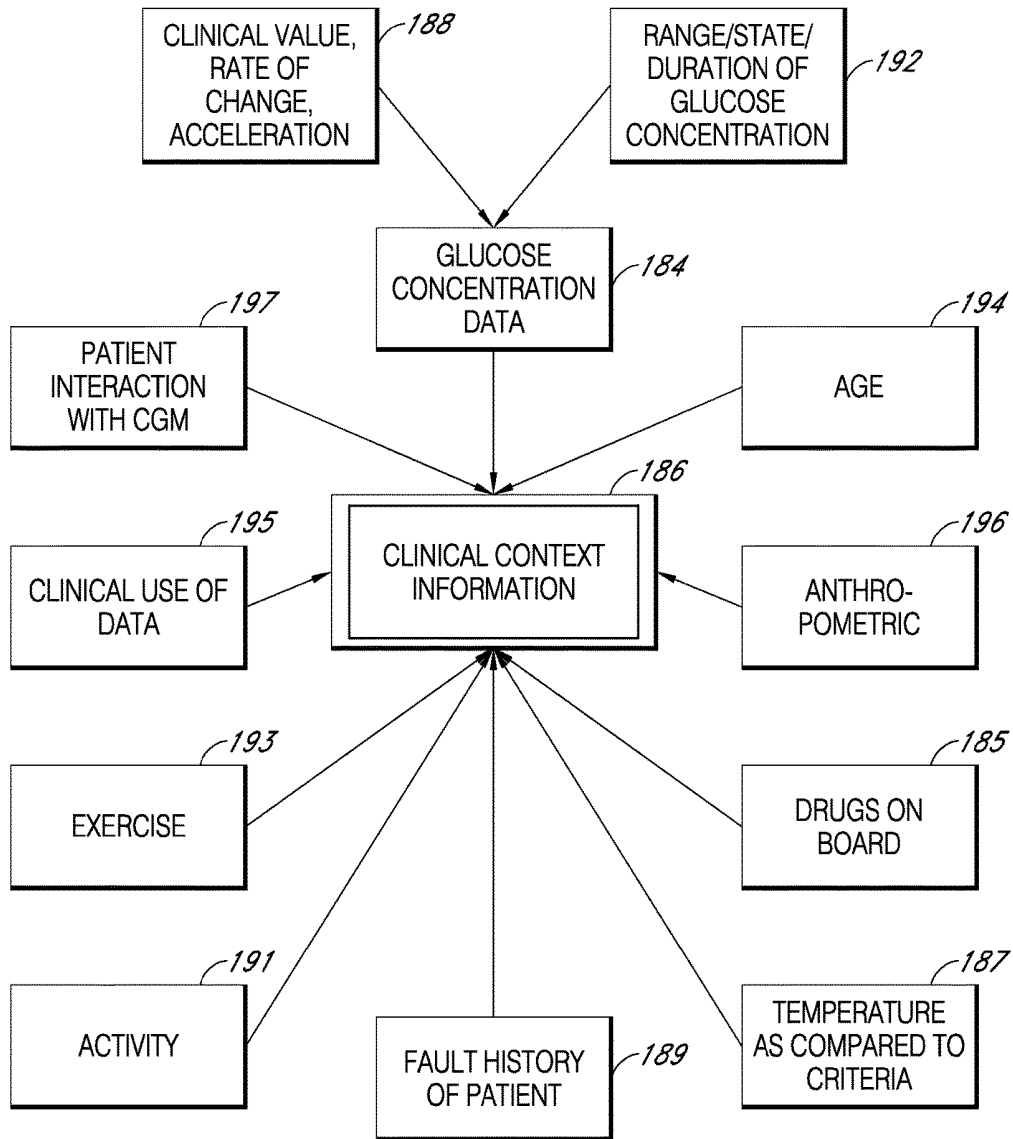 CLINICAL VALUE,
RATE OF
CHANGE,
ACCELERATION
188
RANGE/STATE/
DURATION OF
GLUCOSE
CONCENTRATION
192
GLUCOSE
CONCENTRATION
DATA
184
197
PATIENT
INTERACTION
WITH CGM
194
AGE
186
CLINICAL CONTEXT
INFORMATION
195
CLINICAL USE OF
DATA
196
ANTHRO-
POMETRIC
193
EXERCISE
185
DRUGS ON
BOARD
191
ACTIVITY
FAULT HISTORY
OF PATIENT
189
187
TEMPERATURE
AS COMPARED TO
CRITERIA